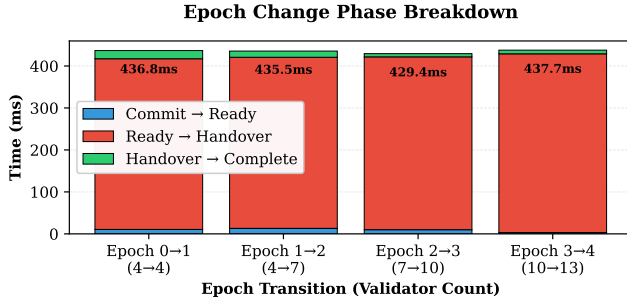 Epoch Change Phase Breakdown
Time (ms)
400
300
200
100
0
436.8ms
435.5ms
429.4ms
437.7ms
Commit → Ready
Ready → Handover
Handover → Complete
Epoch 0→1
(4→4)
Epoch 1→2
(4→7)
Epoch 2→3
(7→10)
Epoch 3→4
(10→13)
Epoch Transition (Validator Count)